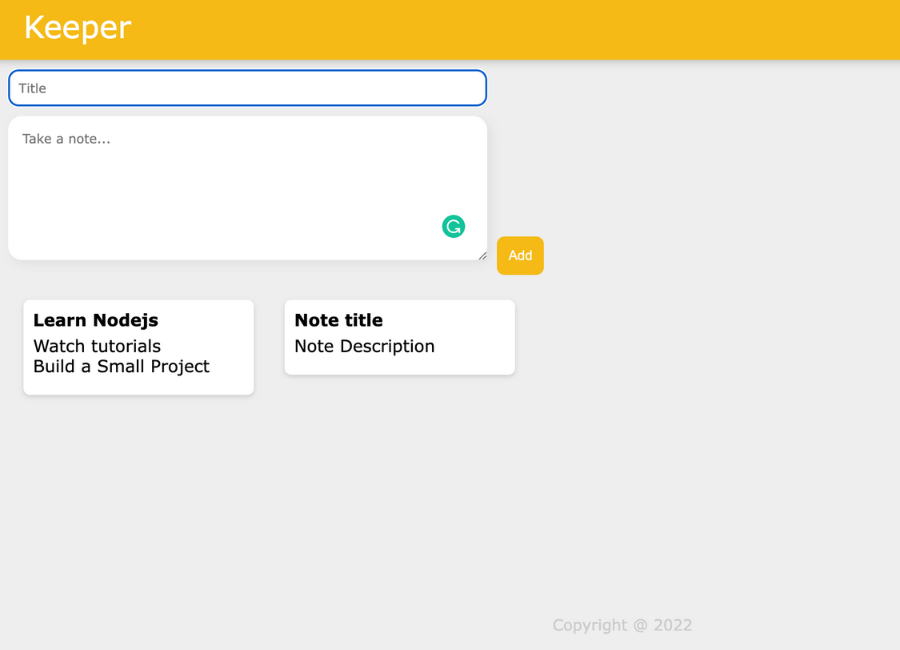 Keeper
Title
Take a note...
Add
Learn Nodejs
Watch tutorials
Build a Small Project
Note title
Note Description
Copyright @ 2022